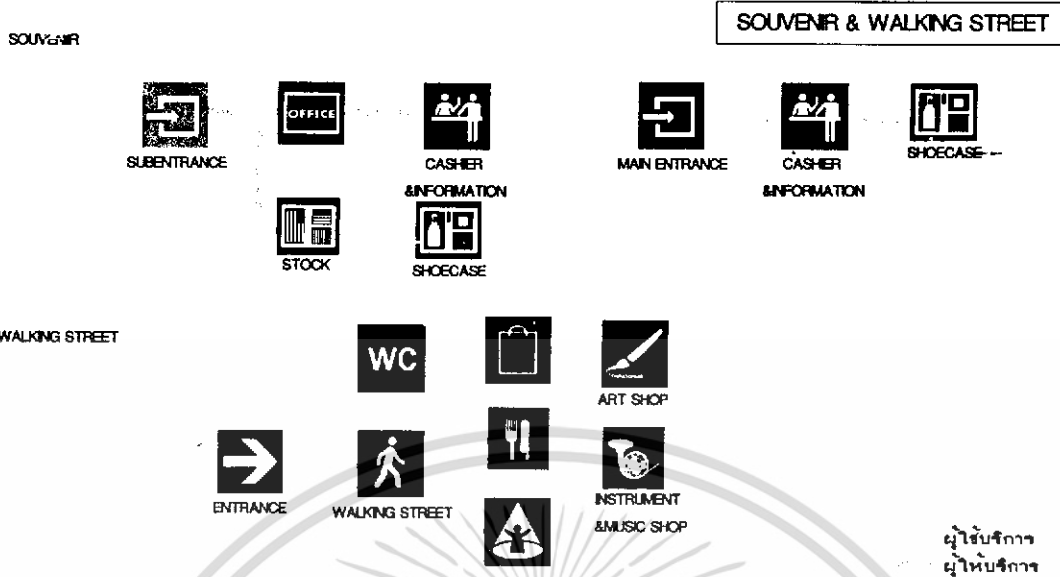 SOUVENIR & WALKING STREET
SOUVENIR
OFFICE
SUBENTRANCE
CASHIER
&INFORMATION
MAIN ENTRANCE
CASHIER
&INFORMATION
SHOECASE
STOCK
SHOECASE
WALKING STREET
WC
ART SHOP
ENTRANCE
WALKING STREET
INSTRUMENT
&MUSIC SHOP
ผู้ใช้บริการ
ผู้ให้บริการ